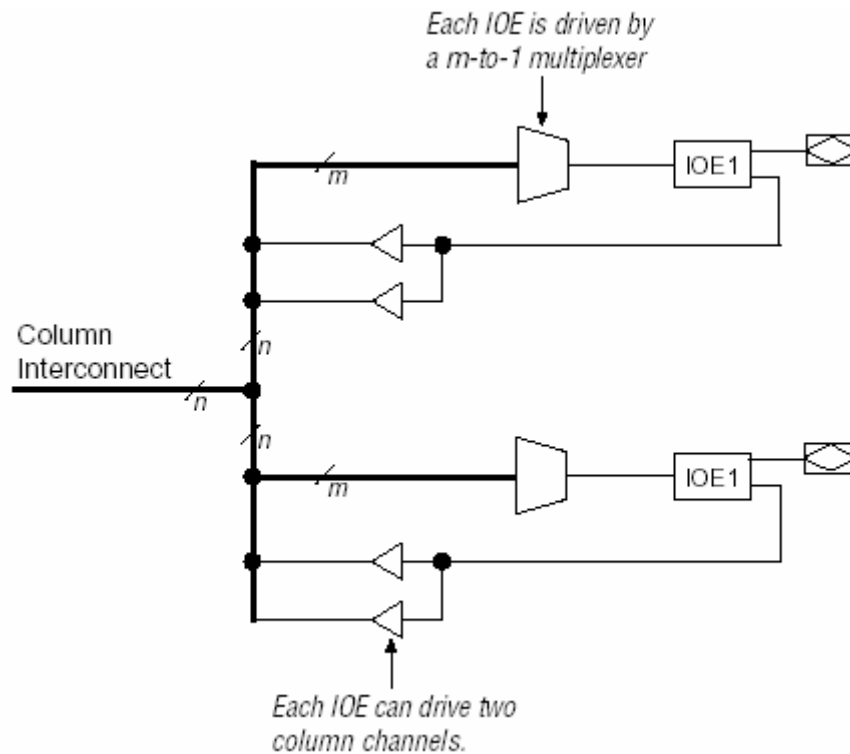 Each IOE is driven by
a m-to-1 multiplexer
m
IOE1
n
Column
Interconnect
n
n
m
IOE1
Each IOE can drive two
column channels.